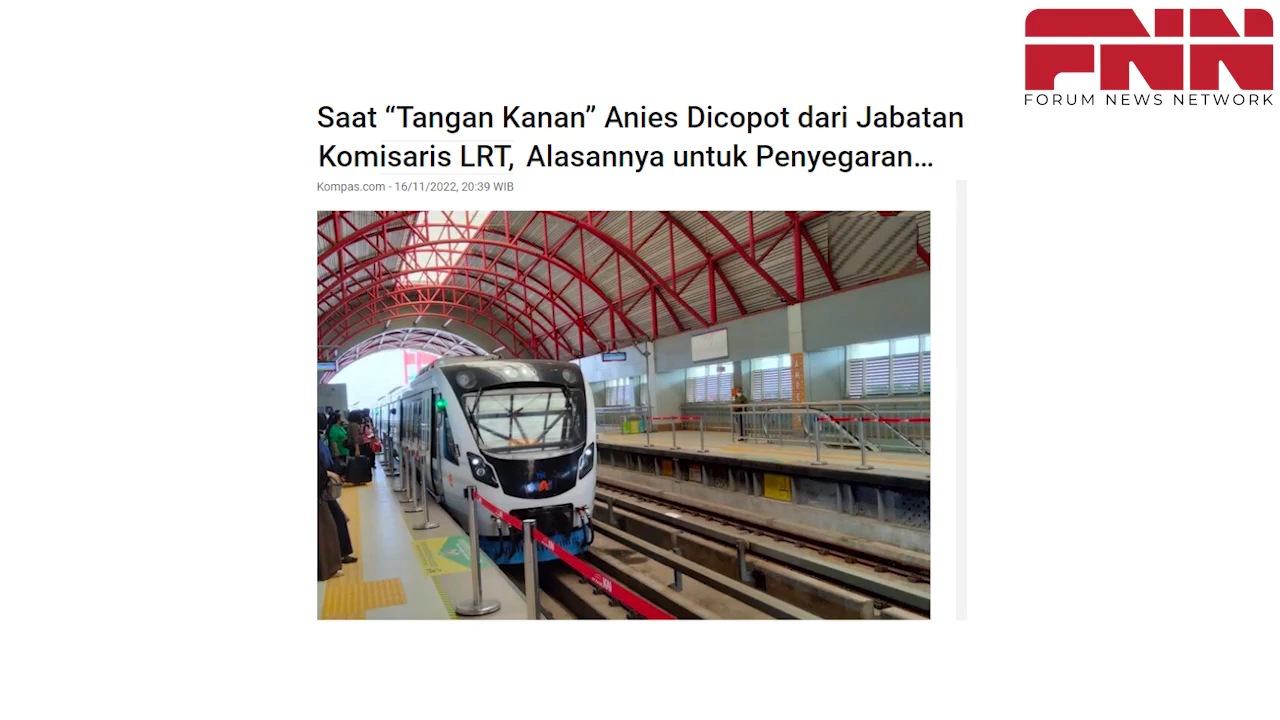 FNN
FORUM NEWS NETWORK
Saat “Tangan Kanan” Anies Dicopot dari Jabatan
Komisaris LRT, Alasannya untuk Penyegaran...
Kompas.com - 16/11/2022, 20:39 WIB